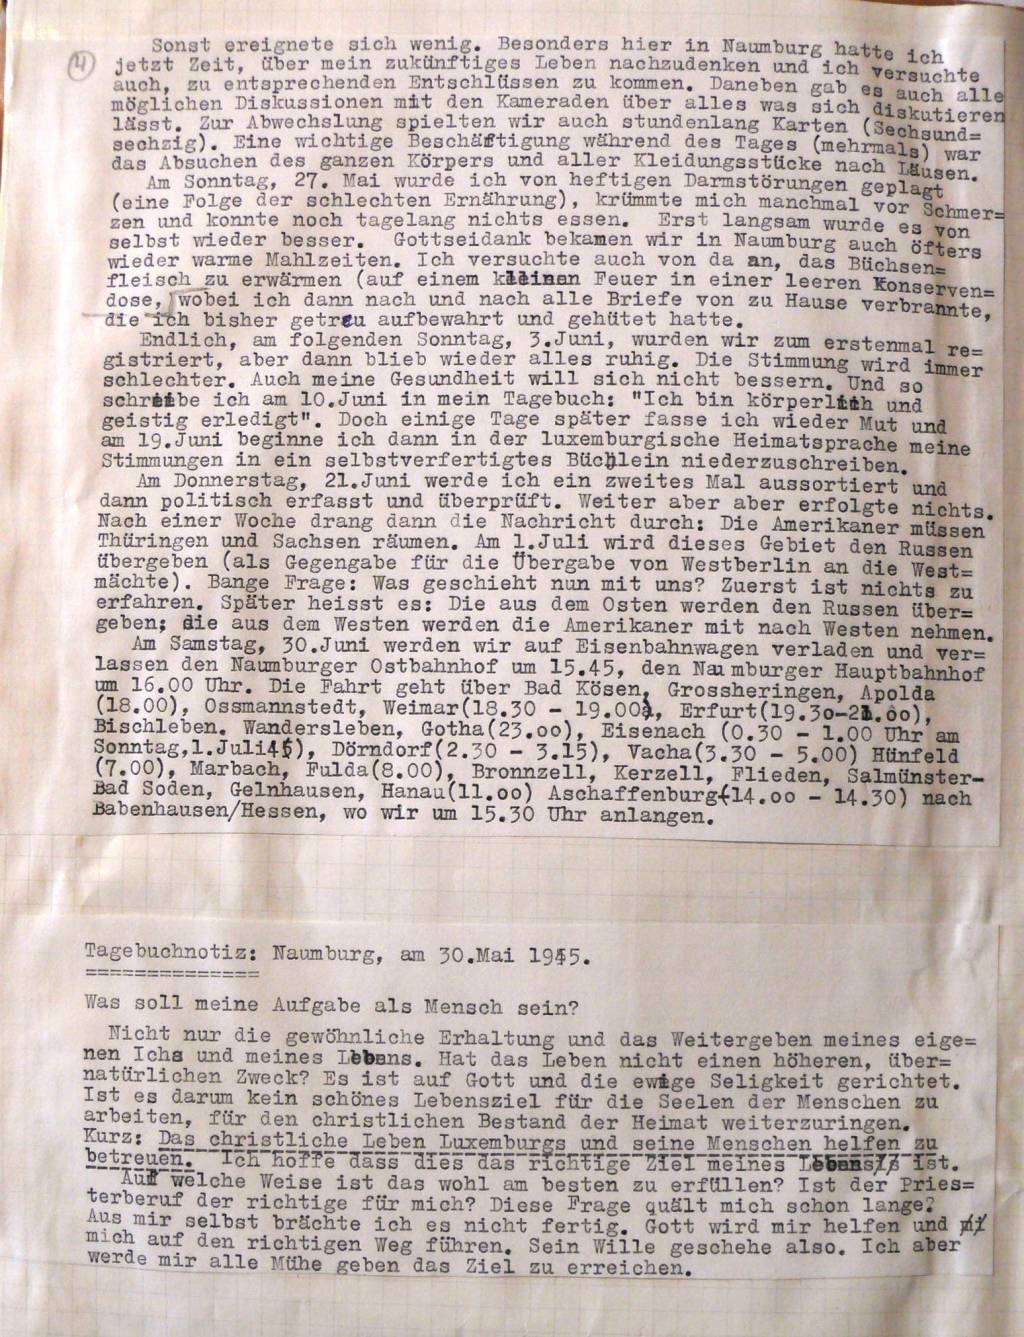 ④
Sonst ereignete sich wenig. Besonders hier in Naumburg hatte ich
jetzt Zeit, über mein zukünftiges Leben nachzudenken und ich versuchte
auch, zu entsprechenden Entschlüssen zu kommen. Daneben gab es auch alle
möglichen Diskussionen mit den Kameraden über alles was sich diskutieren
lässt. Zur Abwechslung spielten wir auch stundenlang Karten (Sechsund=
sechzig). Eine wichtige Beschäftigung während des Tages (mehrmals) war
das Absuchen des ganzen Körpers und aller Kleidungsstücke nach Läusen.
Am Sonntag, 27. Mai wurde ich von heftigen Darmstörungen geplagt
(eine Folge der schlechten Ernährung), krümmte mich manchmal vor Schmer=
zen und konnte noch tagelang nichts essen. Erst langsam wurde es von
selbst wieder besser. Gottseidank bekamen wir in Naumburg auch öfters
wieder warme Mahlzeiten. Ich versuchte auch von da an, das Büchsen=
fleisch zu erwärmen (auf einem kleinen Feuer in einer leeren Konserven=
dose, wobei ich dann nach und nach alle Briefe von zu Hause verbrannte,
die ich bisher getreu aufbewahrt und gehütet hatte.
Endlich, am folgenden Sonntag, 3.Juni, wurden wir zum erstenmal re=
gistriert, aber dann blieb wieder alles ruhig. Die Stimmung wird immer
schlechter. Auch meine Gesundheit will sich nicht bessern. Und so
schreibe ich am 10.Juni in mein Tagebuch: "Ich bin körperlich und
geistig erledigt". Doch einige Tage später fasse ich wieder Mut und
am 19.Juni beginne ich dann in der luxemburgische Heimatsprache meine
Stimmungen in ein selbstverfertigtes Büchlein niederzuschreiben.
Am Donnerstag, 21.Juni werde ich ein zweites Mal aussortiert und
dann politisch erfasst und überprüft. Weiter aber aber erfolgte nichts.
Nach einer Woche drang dann die Nachricht durch: Die Amerikaner müssen
Thüringen und Sachsen räumen. Am 1.Juli wird dieses Gebiet den Russen
übergeben (als Gegengabe für die Übergabe von Westberlin an die West=
mächte). Bange Frage: Was geschieht nun mit uns? Zuerst ist nichts zu
erfahren. Später heisst es: Die aus dem Osten werden den Russen über=
geben; die aus dem Westen werden die Amerikaner mit nach Westen nehmen.
Am Samstag, 30.Juni werden wir auf Eisenbahnwagen verladen und ver=
lassen den Naumburger Ostbahnhof um 15.45, den Naumburger Hauptbahnhof
um 16.00 Uhr. Die Fahrt geht über Bad Kösen, Grossheringen, Apolda
(18.00), Ossmannstedt, Weimar(18.30 - 19.00), Erfurt(19.30-21.00),
Bischleben, Wandersleben, Gotha(23.00), Eisenach (0.30 - 1.00 Uhr am
Sonntag,1.Juli45), Dörndorf(2.30 - 3.15), Vacha(3.30 - 5.00) Hünfeld
(7.00), Marbach, Fulda(8.00), Bronnzell, Kerzell, Flieden, Salmünster-
Bad Soden, Gelnhausen, Hanau(11.oo) Aschaffenburg(14.oo - 14.30) nach
Babenhausen/Hessen, wo wir um 15.30 Uhr anlangen.
Tagebuchnotiz: Naumburg, am 30.Mai 1945.
==============
Was soll meine Aufgabe als Mensch sein?
Nicht nur die gewöhnliche Erhaltung und das Weitergeben meines eige=
nen Ichs und meines Lebens. Hat das Leben nicht einen höheren, über=
natürlichen Zweck? Es ist auf Gott und die ewige Seligkeit gerichtet.
Ist es darum kein schönes Lebensziel für die Seelen der Menschen zu
arbeiten, für den christlichen Bestand der Heimat weiterzuringen.
Kurz: Das christliche Leben Luxemburgs und seine Menschen helfen zu
betreuen. Ich hoffe dass dies das richtige Ziel meines Lebens ist.
Auf welche Weise ist das wohl am besten zu erfüllen? Ist der Pries=
terberuf der richtige für mich? Diese Frage quält mich schon lange?
Aus mir selbst brächte ich es nicht fertig. Gott wird mir helfen und
mich auf den richtigen Weg führen. Sein Wille geschehe also. Ich aber
werde mir alle Mühe geben das Ziel zu erreichen.